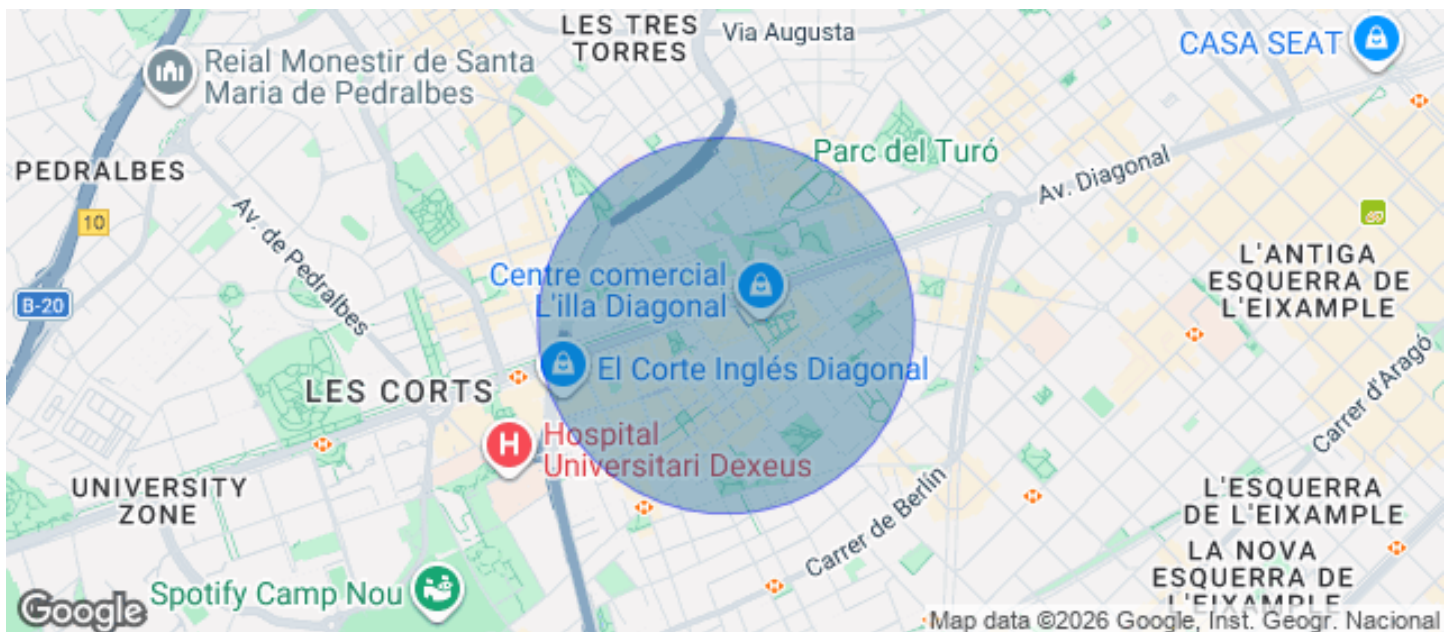 LES TRES
TORRES
Via Augusta
CASA SEAT
Reial Monestir de Santa
Maria de Pedralbes
Parc del Turó
PEDRALBES
Av. Diagonal
10
Av. de Pedralbes
L'ANTIGA
ESQUERRA DE
L'EIXAMPLE
Centre comercial
L'illa Diagonal
B-20
El Corte Inglés Diagonal
LES CORTS
Carrer d'Aragó
H
Hospital
Universitari Dexeus
UNIVERSITY
ZONE
L'ESQUERRA
DE L'EIXAMPLE
Carrer de Berlín
LA NOVA
ESQUERRA DE
L'EIXAMPLE
Spotify Camp Nou
Google
Map data ©2026 Google, Inst. Geogr. Nacional